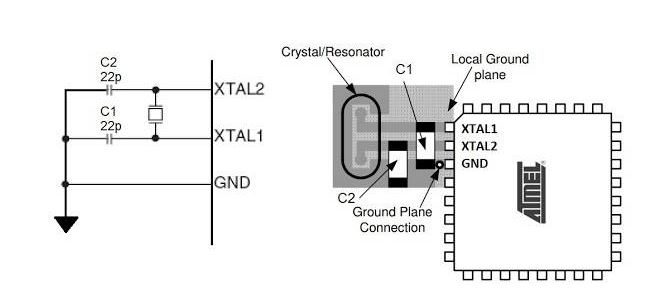 C2
22p
XTAL2
C1
22p
XTAL1
GND
Crystal/Resonator
C1
Local Ground
plane
XTAL1
XTAL2
GND
C2
Ground Plane
Connection
ATMEL